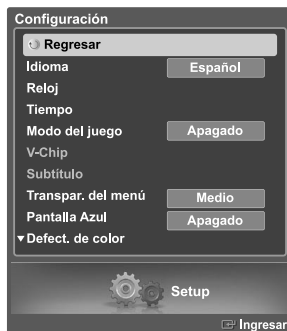 Configuración
Regresar
Idioma Español
Reloj
Tiempo
Modo del juego Apagado
V-Chip
Subtítulo
Transpar. del menú Medio
Pantalla Azul Apagado
▼Defect. de color
Setup
Ingresar